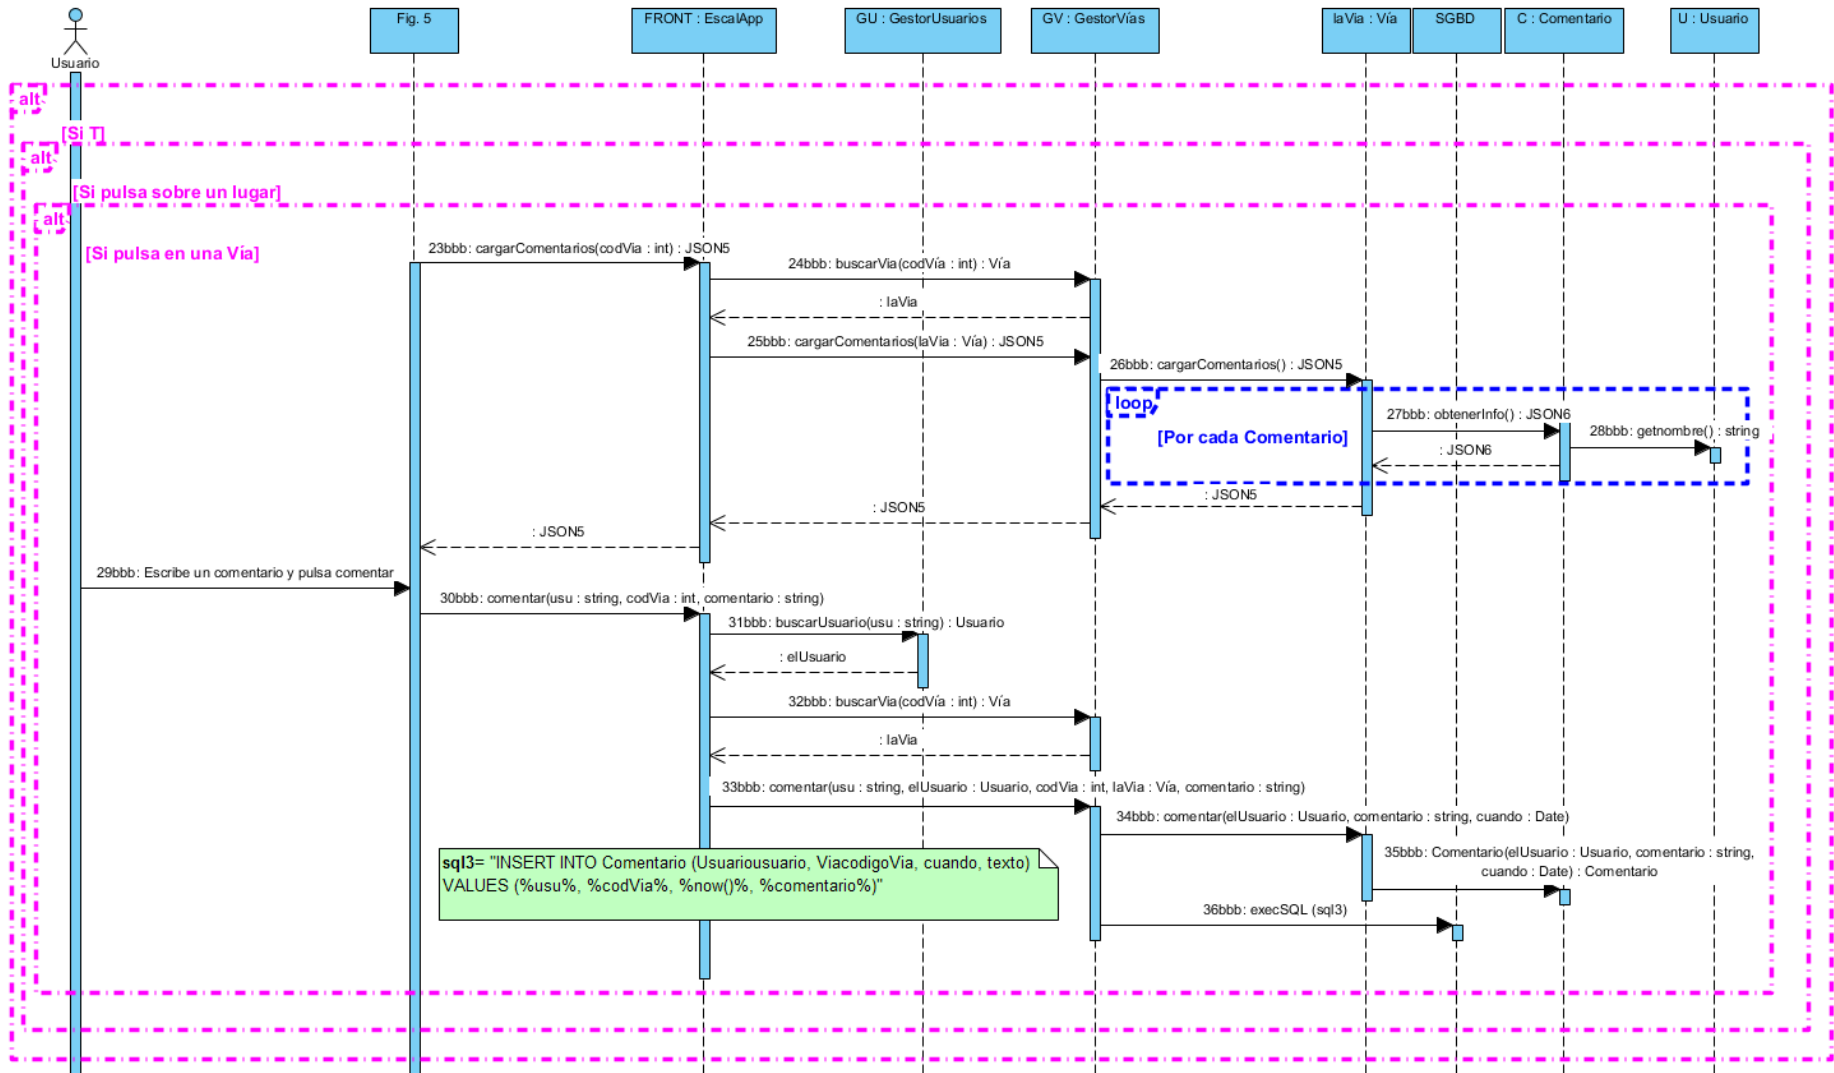 Usuario
Fig. 5
FRONT : EscalApp
GU : GestorUsuarios
GV : GestorVías
laVia : Vía
SGBD
C : Comentario
U : Usuario
alt
[Si T]
alt
[Si pulsa sobre un lugar]
alt
[Si pulsa en una Vía]
23bbb: cargarComentarios(codVia : int) : JSON5
24bbb: buscarVia(codVía : int) : Vía
: laVia
25bbb: cargarComentarios(laVia : Vía) : JSON5
26bbb: cargarComentarios() : JSON5
loop
[Por cada Comentario]
27bbb: obtenerInfo() : JSON6
28bbb: getnombre() : string
: JSON6
: JSON5
: JSON5
: JSON5
29bbb: Escribe un comentario y pulsa comentar
30bbb: comentar(usu : string, codVia : int, comentario : string)
31bbb: buscarUsuario(usu : string) : Usuario
: elUsuario
32bbb: buscarVia(codVía : int) : Vía
: laVia
33bbb: comentar(usu : string, elUsuario : Usuario, codVia : int, laVia : Vía, comentario : string)
34bbb: comentar(elUsuario : Usuario, comentario : string, cuando : Date)
35bbb: Comentario(elUsuario : Usuario, comentario : string,
cuando : Date) : Comentario
sql3= "INSERT INTO Comentario (Usuariousuario, ViacodigoVia, cuando, texto)
VALUES (%usu%, %codVia%, %now()%, %comentario%)"
36bbb: execSQL (sql3)